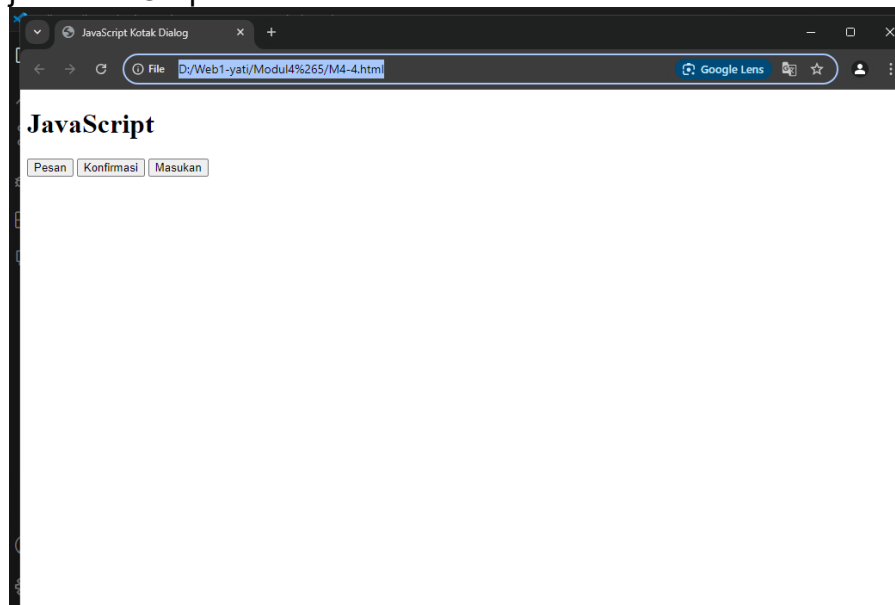 JavaScript Kotak Dialog
File D:/Web1-yati/Modul4%265/M4-4.html Google Lens
JavaScript
Pesan Konfirmasi Masukan